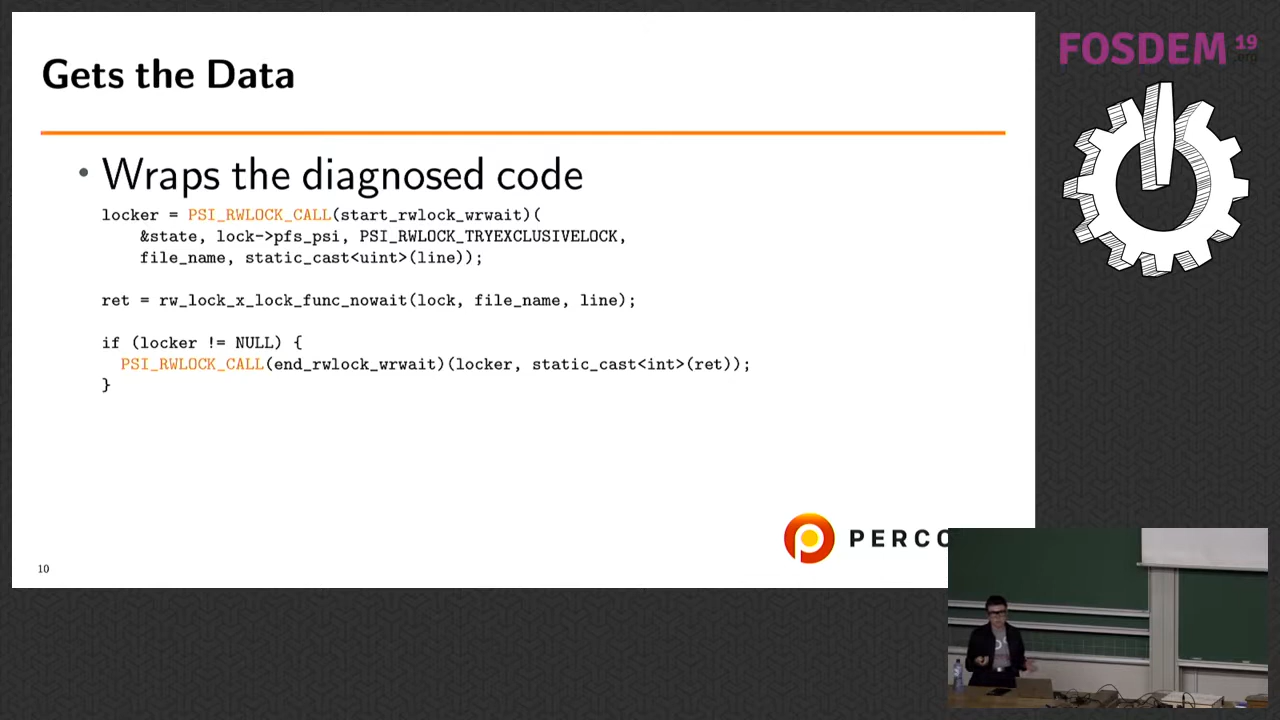 Gets the Data
• Wraps the diagnosed code
locker = PSI_RWLOCK_CALL(start_rwlock_wrwait)(
&state, lock->pfs_psi, PSI_RWLOCK_TRYEXCLUSIVELOCK,
file_name, static_cast<uint>(line));
ret = rw_lock_x_lock_func_nowait(lock, file_name, line);
if (locker != NULL) {
PSI_RWLOCK_CALL(end_rwlock_wrwait)(locker, static_cast<int>(ret));
}
PERCO
10
FOSDEM 19
.org